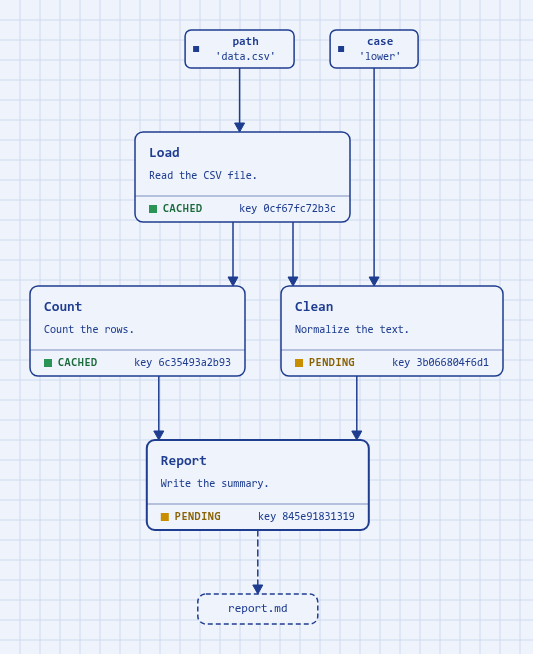 path
'data.csv'
case
'lower'
Load
Read the CSV file.
CACHED key 0cf67fc72b3c
Count
Count the rows.
CACHED key 6c35493a2b93
Clean
Normalize the text.
PENDING key 3b066804f6d1
Report
Write the summary.
PENDING key 845e91831319
report.md